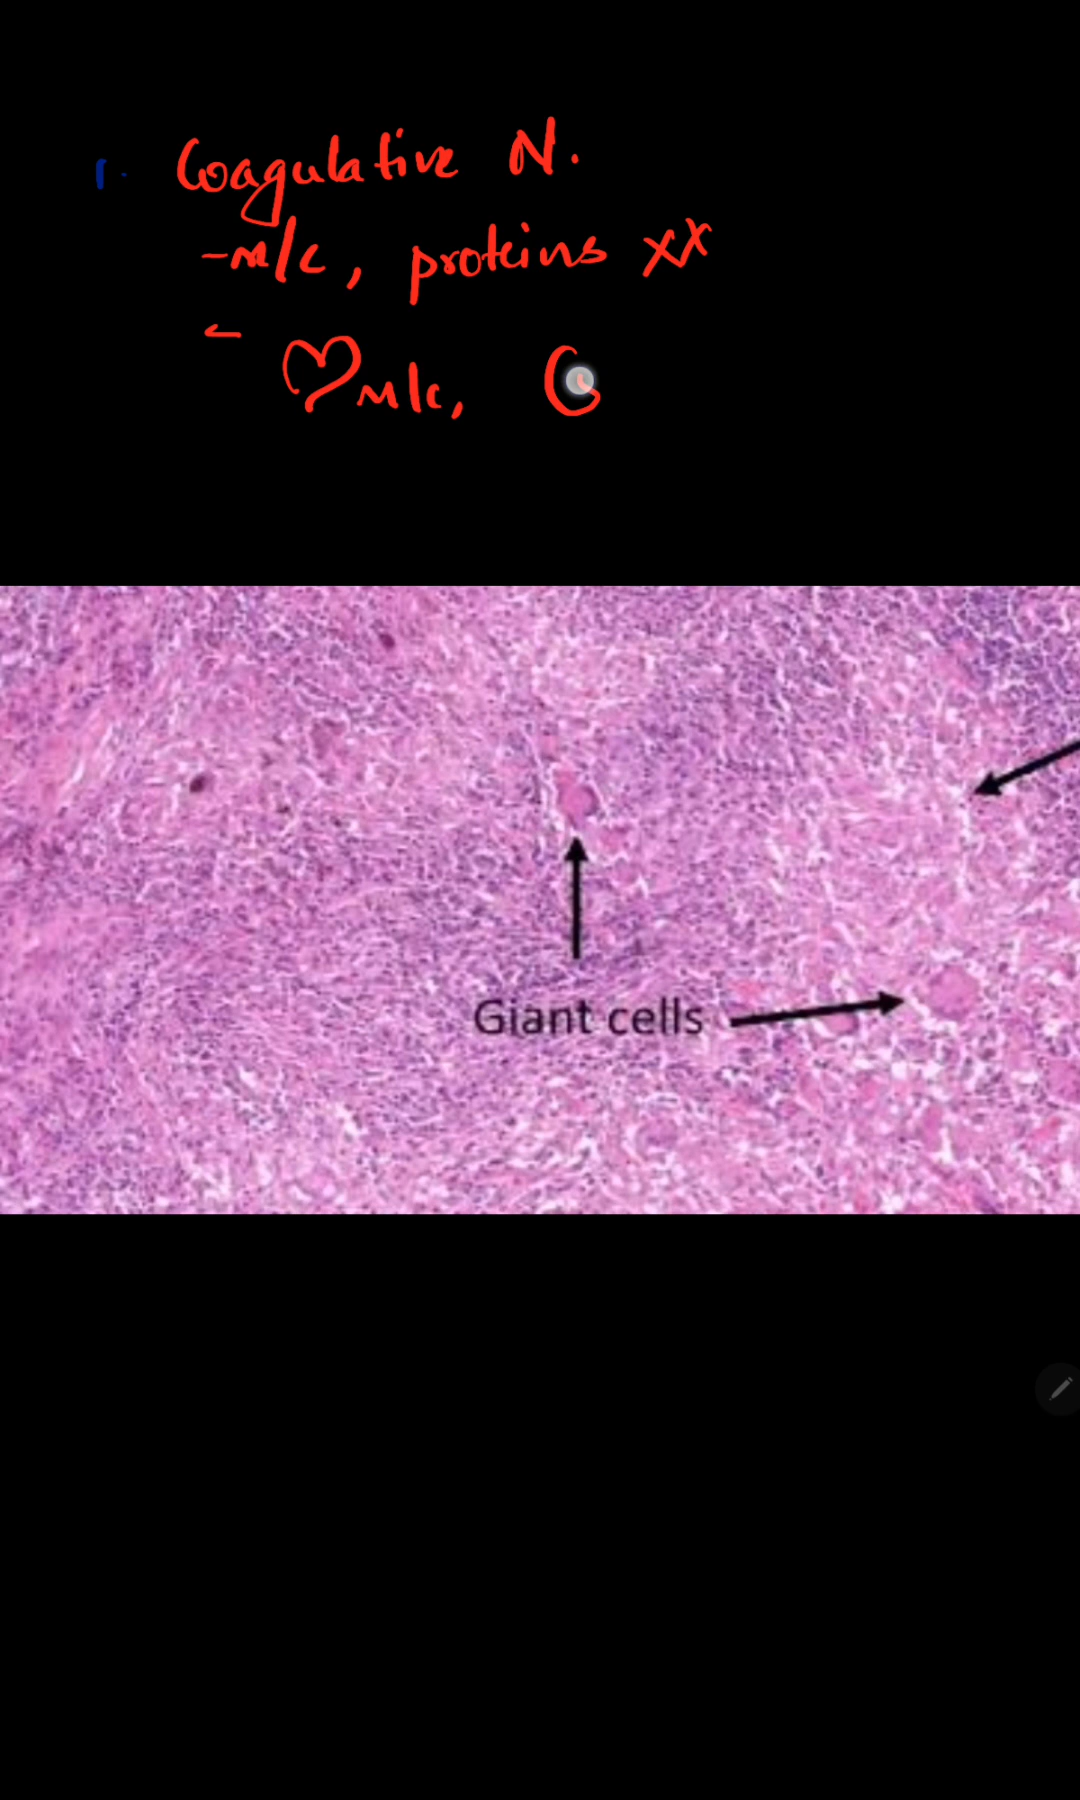 1. Coagulative N.
- M/c, proteins xx
- M/c,
Giant cells